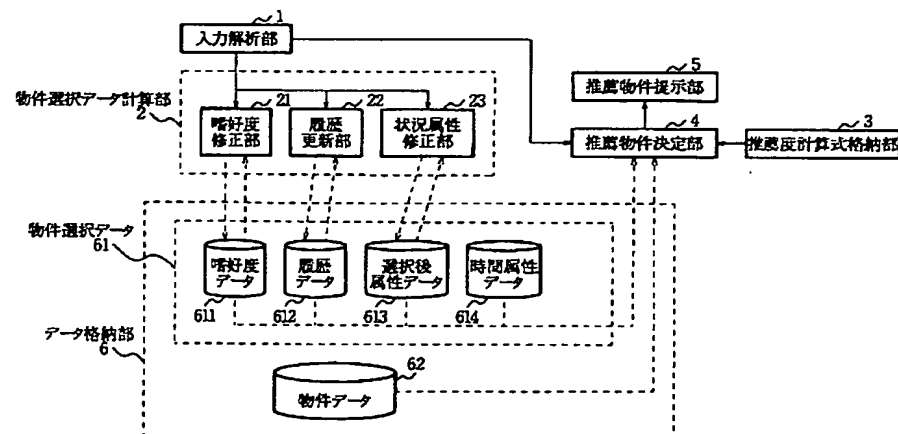 1
入力解析部
5
推薦物件提示部
物件選択データ計算部
2
21
嗜好度
修正部
22
履歴
更新部
23
状況属性
修正部
4
推薦物件決定部
3
推薦度計算式格納部
物件選択データ
61
嗜好度
データ
611
履歴
データ
612
選択後
属性データ
613
時間属性
データ
614
データ格納部
6
62
物件データ